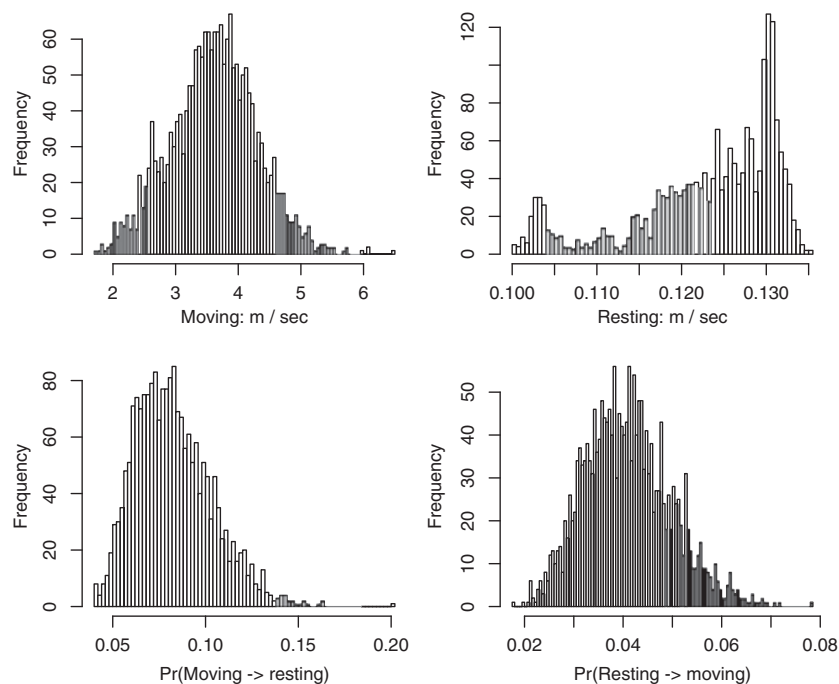 Frequency
60
50
40
30
20
10
0
2 3 4 5 6
Moving: m / sec
Frequency
120
80
60
40
20
0
0.100 0.110 0.120 0.130
Resting: m / sec
Frequency
80
60
40
20
0
0.05 0.10 0.15 0.20
Pr(Moving -> resting)
Frequency
50
40
30
20
10
0
0.02 0.04 0.06 0.08
Pr(Resting -> moving)